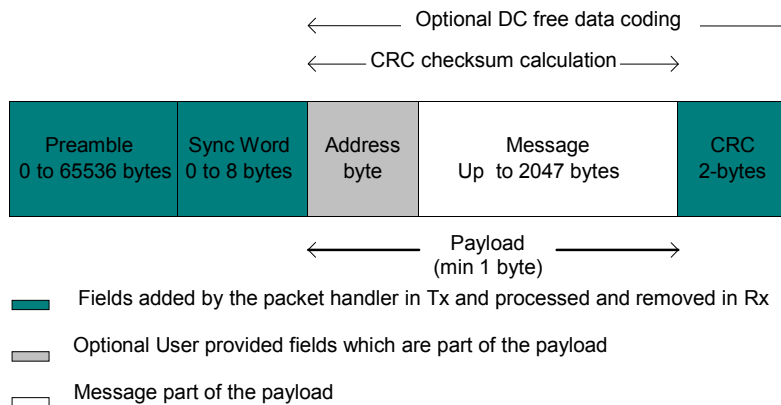 Optional DC free data coding
CRC checksum calculation
Preamble
0 to 65536 bytes
Sync Word
0 to 8 bytes
Address
byte
Message
Up to 2047 bytes
CRC
2-bytes
Payload
(min 1 byte)
Fields added by the packet handler in Tx and processed and removed in Rx
Optional User provided fields which are part of the payload
Message part of the payload